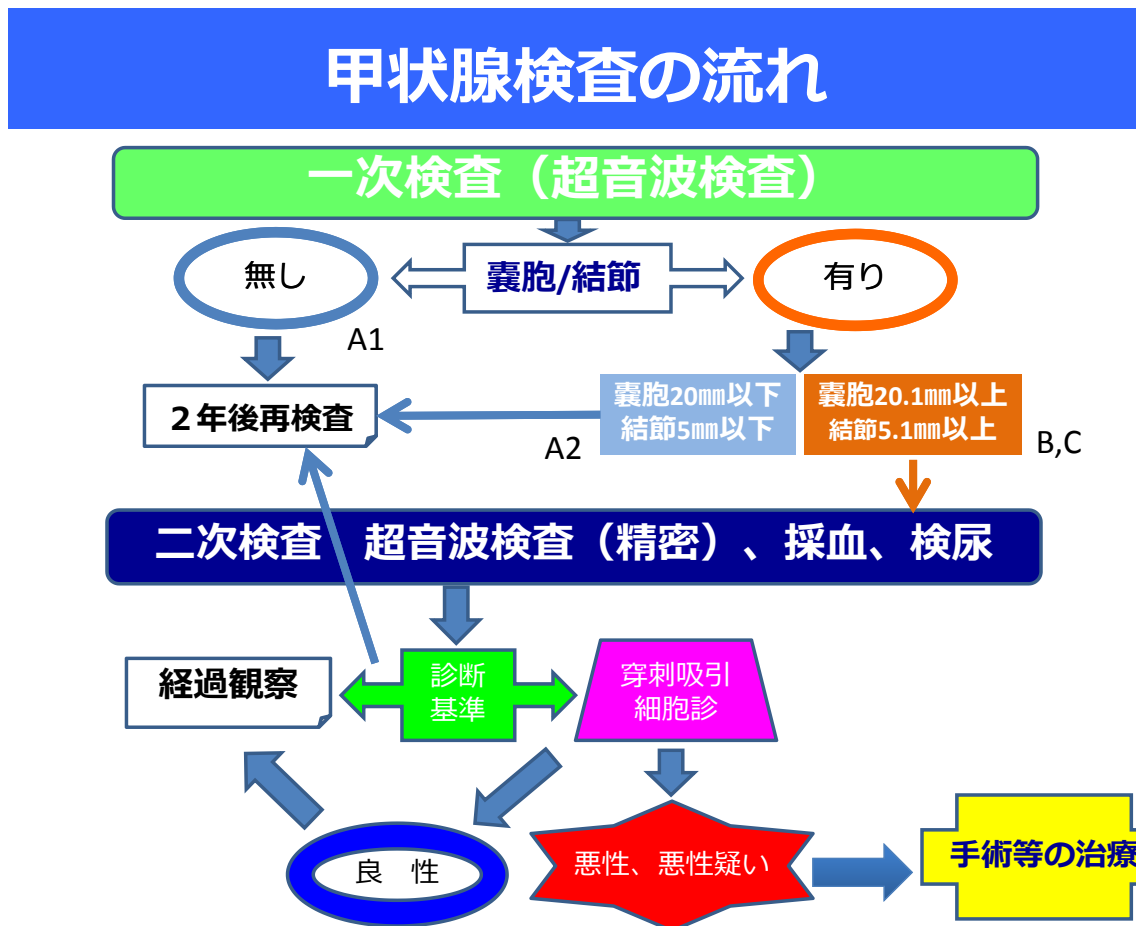 甲状腺検査の流れ
一次検査（超音波検査）
無し
嚢胞/結節
有り
A1
２年後再検査
嚢胞20㎜以下
結節5㎜以下
A2
嚢胞20.1㎜以上
結節5.1㎜以上
B,C
二次検査　超音波検査（精密）、採血、検尿
経過観察
診断
基準
穿刺吸引
細胞診
良　性
悪性、悪性疑い
手術等の治療